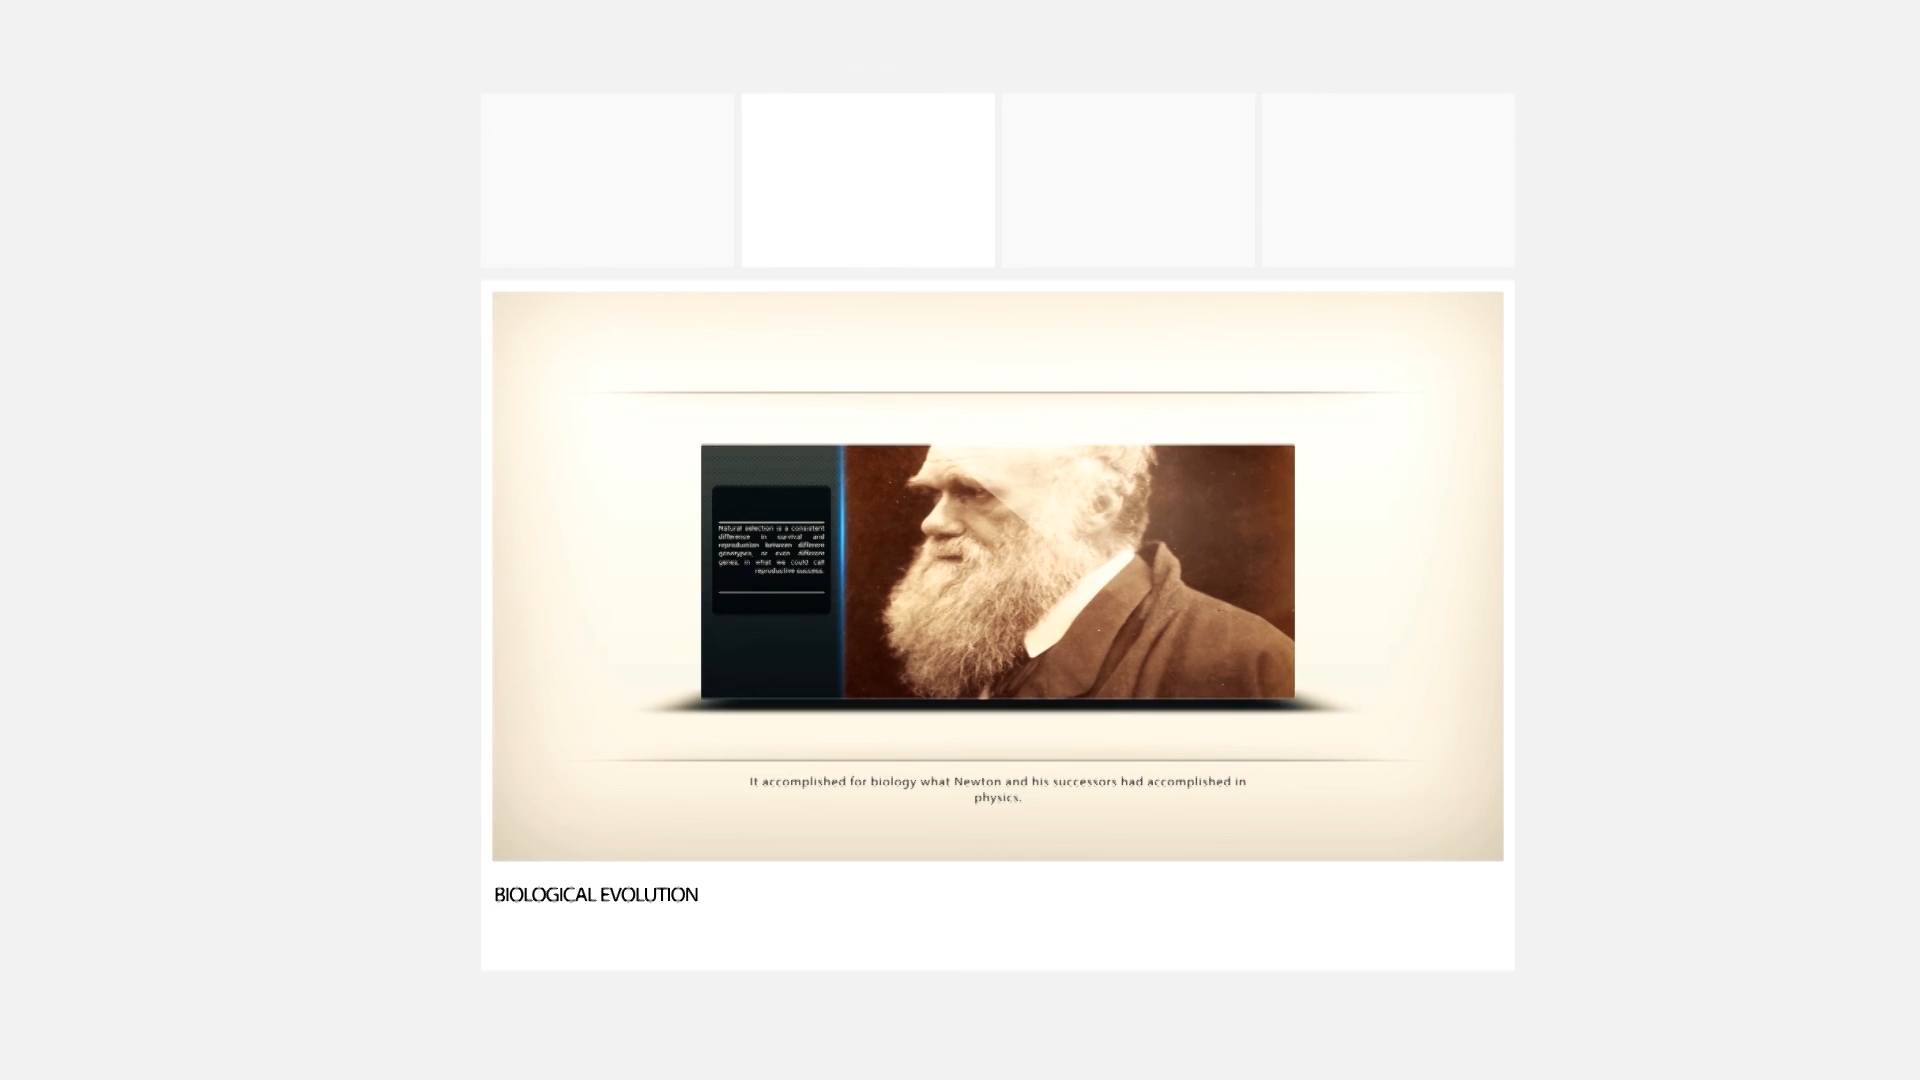 Natural selection is a consistent
difference in survival and
reproduction between different
genotypes, or even different
genes, in what we could call
reproductive success.
It accomplished for biology what Newton and his successors had accomplished in
physics.
BIOLOGICAL EVOLUTION